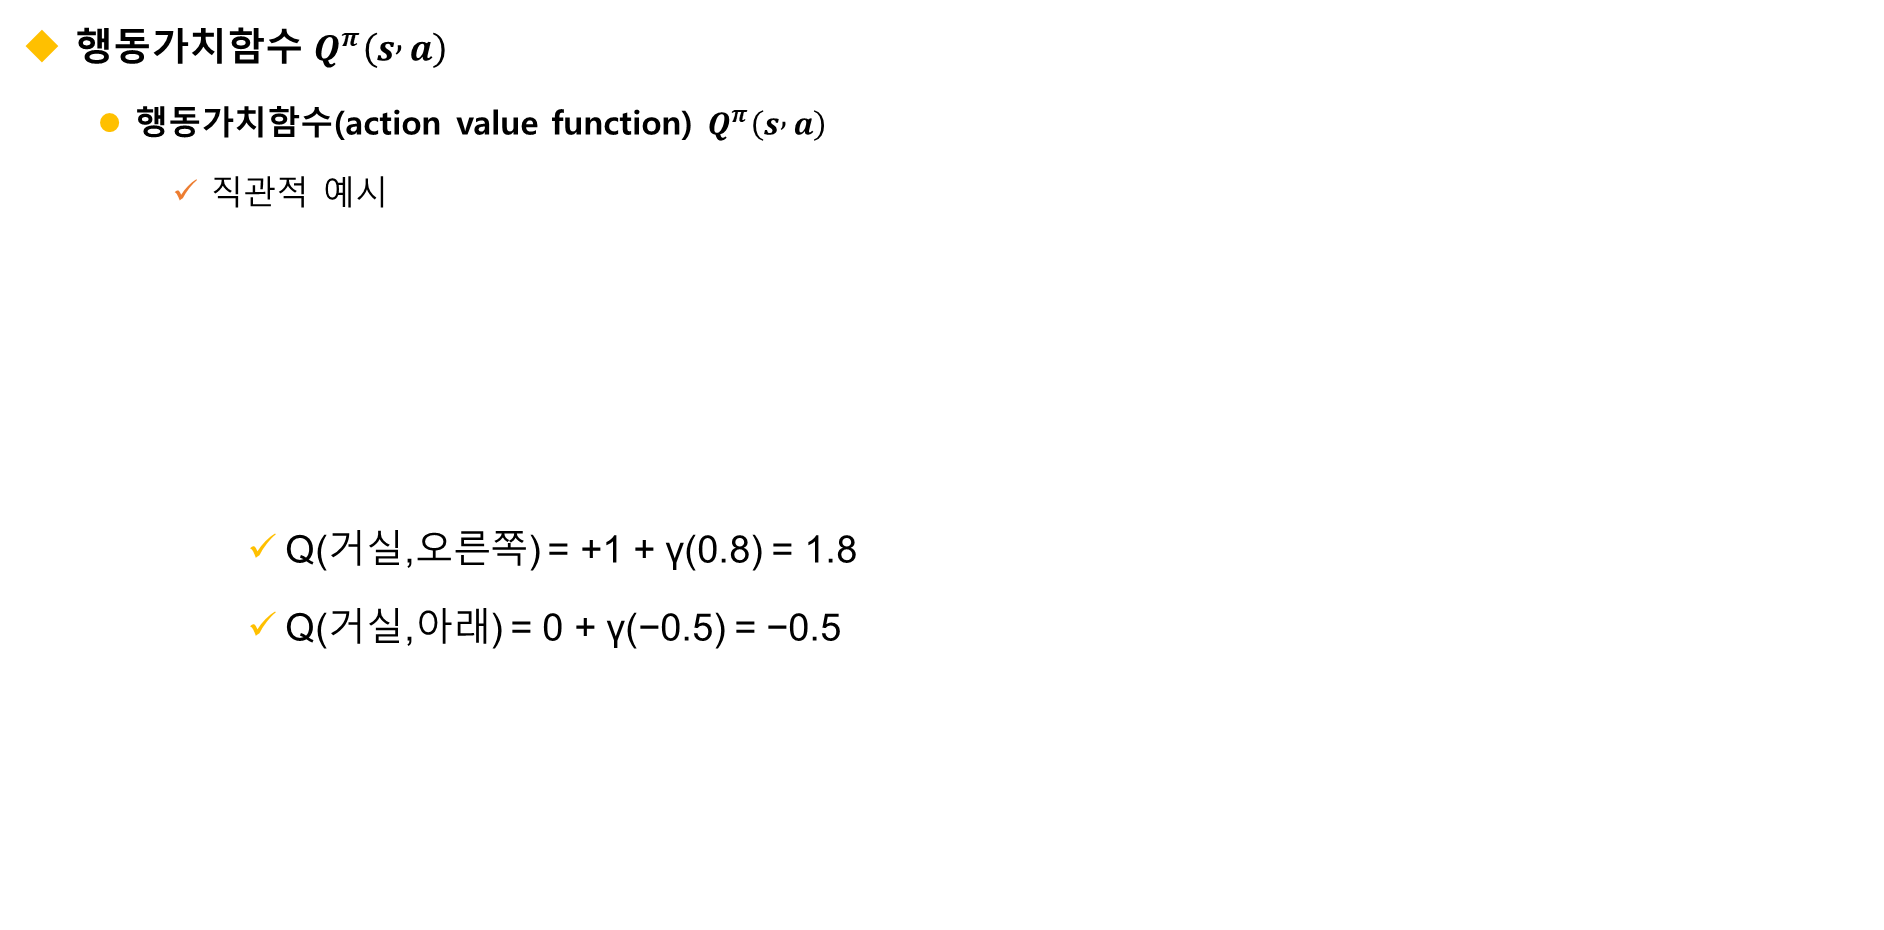 행동가치함수 Q^π(s, a)
행동가치함수(action value function) Q^π(s, a)
직관적 예시
Q(거실,오른쪽) = +1 + γ(0.8) = 1.8
Q(거실,아래) = 0 + γ(−0.5) = −0.5